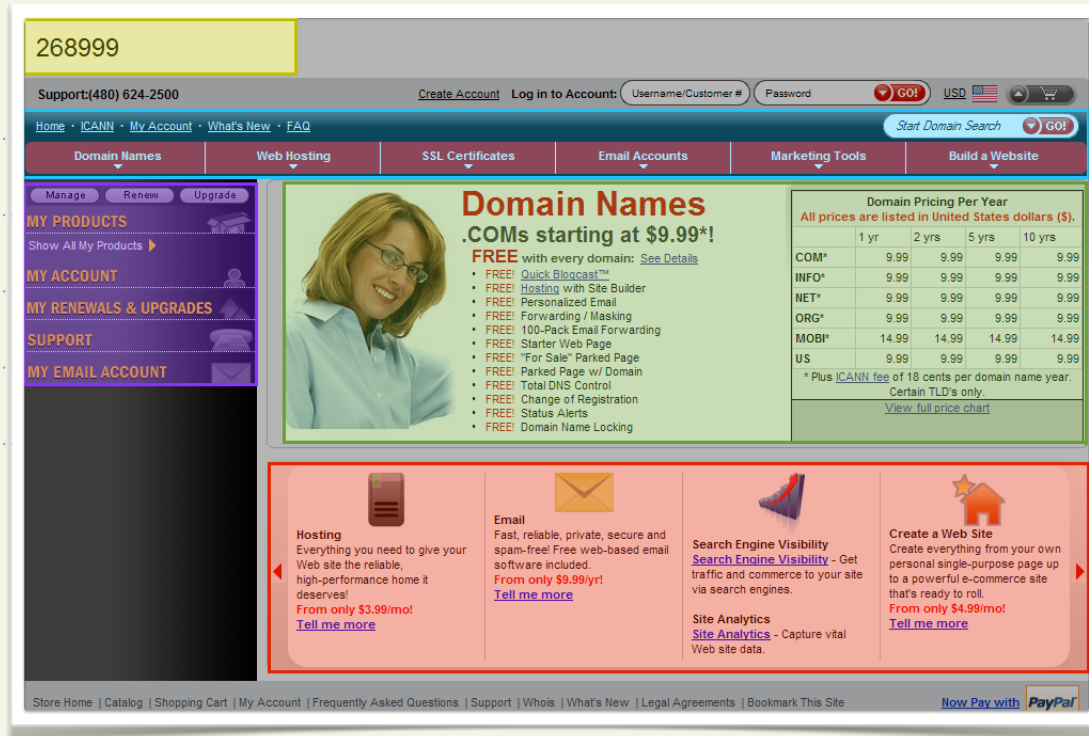 268999
Support:(480) 624-2500 Create Account Log in to Account: Username/Customer # Password GO! USD
Home · ICANN · My Account · What's New · FAQ Start Domain Search GO!
Domain Names Web Hosting SSL Certificates Email Accounts Marketing Tools Build a Website
Manage Renew Upgrade
MY PRODUCTS
Show All My Products
MY ACCOUNT
MY RENEWALS & UPGRADES
SUPPORT
MY EMAIL ACCOUNT
Domain Names
.COMs starting at $9.99*!
FREE with every domain: See Details
• FREE! Quick Blogcast™
• FREE! Hosting with Site Builder
• FREE! Personalized Email
• FREE! Forwarding / Masking
• FREE! 100-Pack Email Forwarding
• FREE! Starter Web Page
• FREE! "For Sale" Parked Page
• FREE! Parked Page w/ Domain
• FREE! Total DNS Control
• FREE! Change of Registration
• FREE! Status Alerts
• FREE! Domain Name Locking
Domain Pricing Per Year
All prices are listed in United States dollars ($).
1 yr 2 yrs 5 yrs 10 yrs
COM* 9.99 9.99 9.99 9.99
INFO* 9.99 9.99 9.99 9.99
NET* 9.99 9.99 9.99 9.99
ORG* 9.99 9.99 9.99 9.99
MOBI* 14.99 14.99 14.99 14.99
US 9.99 9.99 9.99 9.99
* Plus ICANN fee of 18 cents per domain name year.
Certain TLD's only.
View full price chart
Hosting
Everything you need to give your
Web site the reliable,
high-performance home it
deserves!
From only $3.99/mo!
Tell me more
Email
Fast, reliable, private, secure and
spam-free! Free web-based email
software included.
From only $9.99/yr!
Tell me more
Search Engine Visibility
Search Engine Visibility - Get
traffic and commerce to your site
via search engines.
Site Analytics
Site Analytics - Capture vital
Web site data.
Create a Web Site
Create everything from your own
personal single-purpose page up
to a powerful e-commerce site
that's ready to roll.
From only $4.99/mo!
Tell me more
Store Home | Catalog | Shopping Cart | My Account | Frequently Asked Questions | Support | Whois | What's New | Legal Agreements | Bookmark This Site Now Pay with PayPal